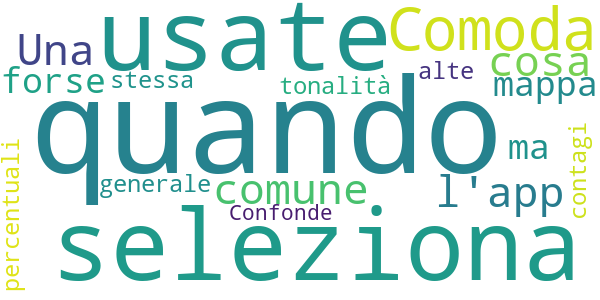 usate
Comoda
Una
cosa
forse
stessa
tonalità
alte
mappa
quando
percentuali
ma
contagi
generale
comune
l'app
Confonde
seleziona